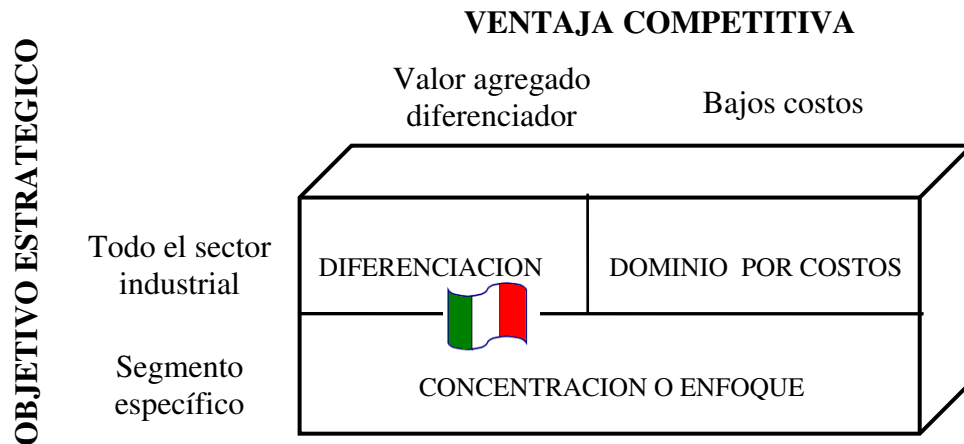 VENTAJA COMPETITIVA
OBJETIVO ESTRATEGICO
Valor agregado
diferenciador
Bajos costos
Todo el sector
industrial
DIFERENCIACION
DOMINIO POR COSTOS
Segmento
específico
CONCENTRACION O ENFOQUE